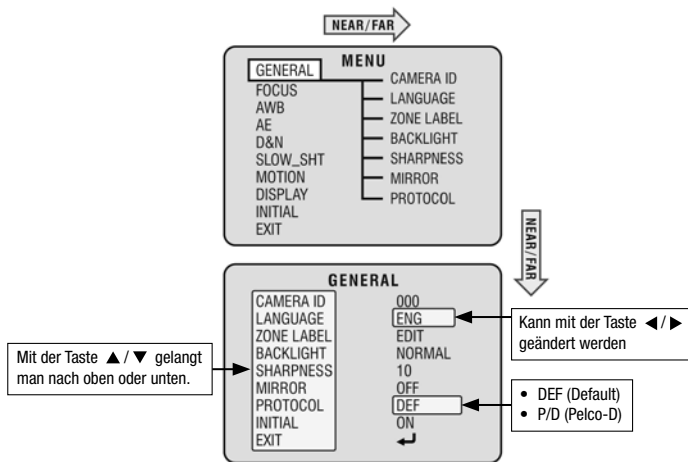 NEAR/FAR
MENU
GENERAL
FOCUS
AWB
AE
D&N
SLOW_SHT
MOTION
DISPLAY
INITIAL
EXIT
CAMERA ID
LANGUAGE
ZONE LABEL
BACKLIGHT
SHARPNESS
MIRROR
PROTOCOL
NEAR/FAR
GENERAL
CAMERA ID 000
LANGUAGE ENG
ZONE LABEL EDIT
BACKLIGHT NORMAL
SHARPNESS 10
MIRROR OFF
PROTOCOL DEF
INITIAL ON
EXIT ↵
Mit der Taste ▲/▼ gelangt
man nach oben oder unten.
Kann mit der Taste ◀/▶
geändert werden
• DEF (Default)
• P/D (Pelco-D)